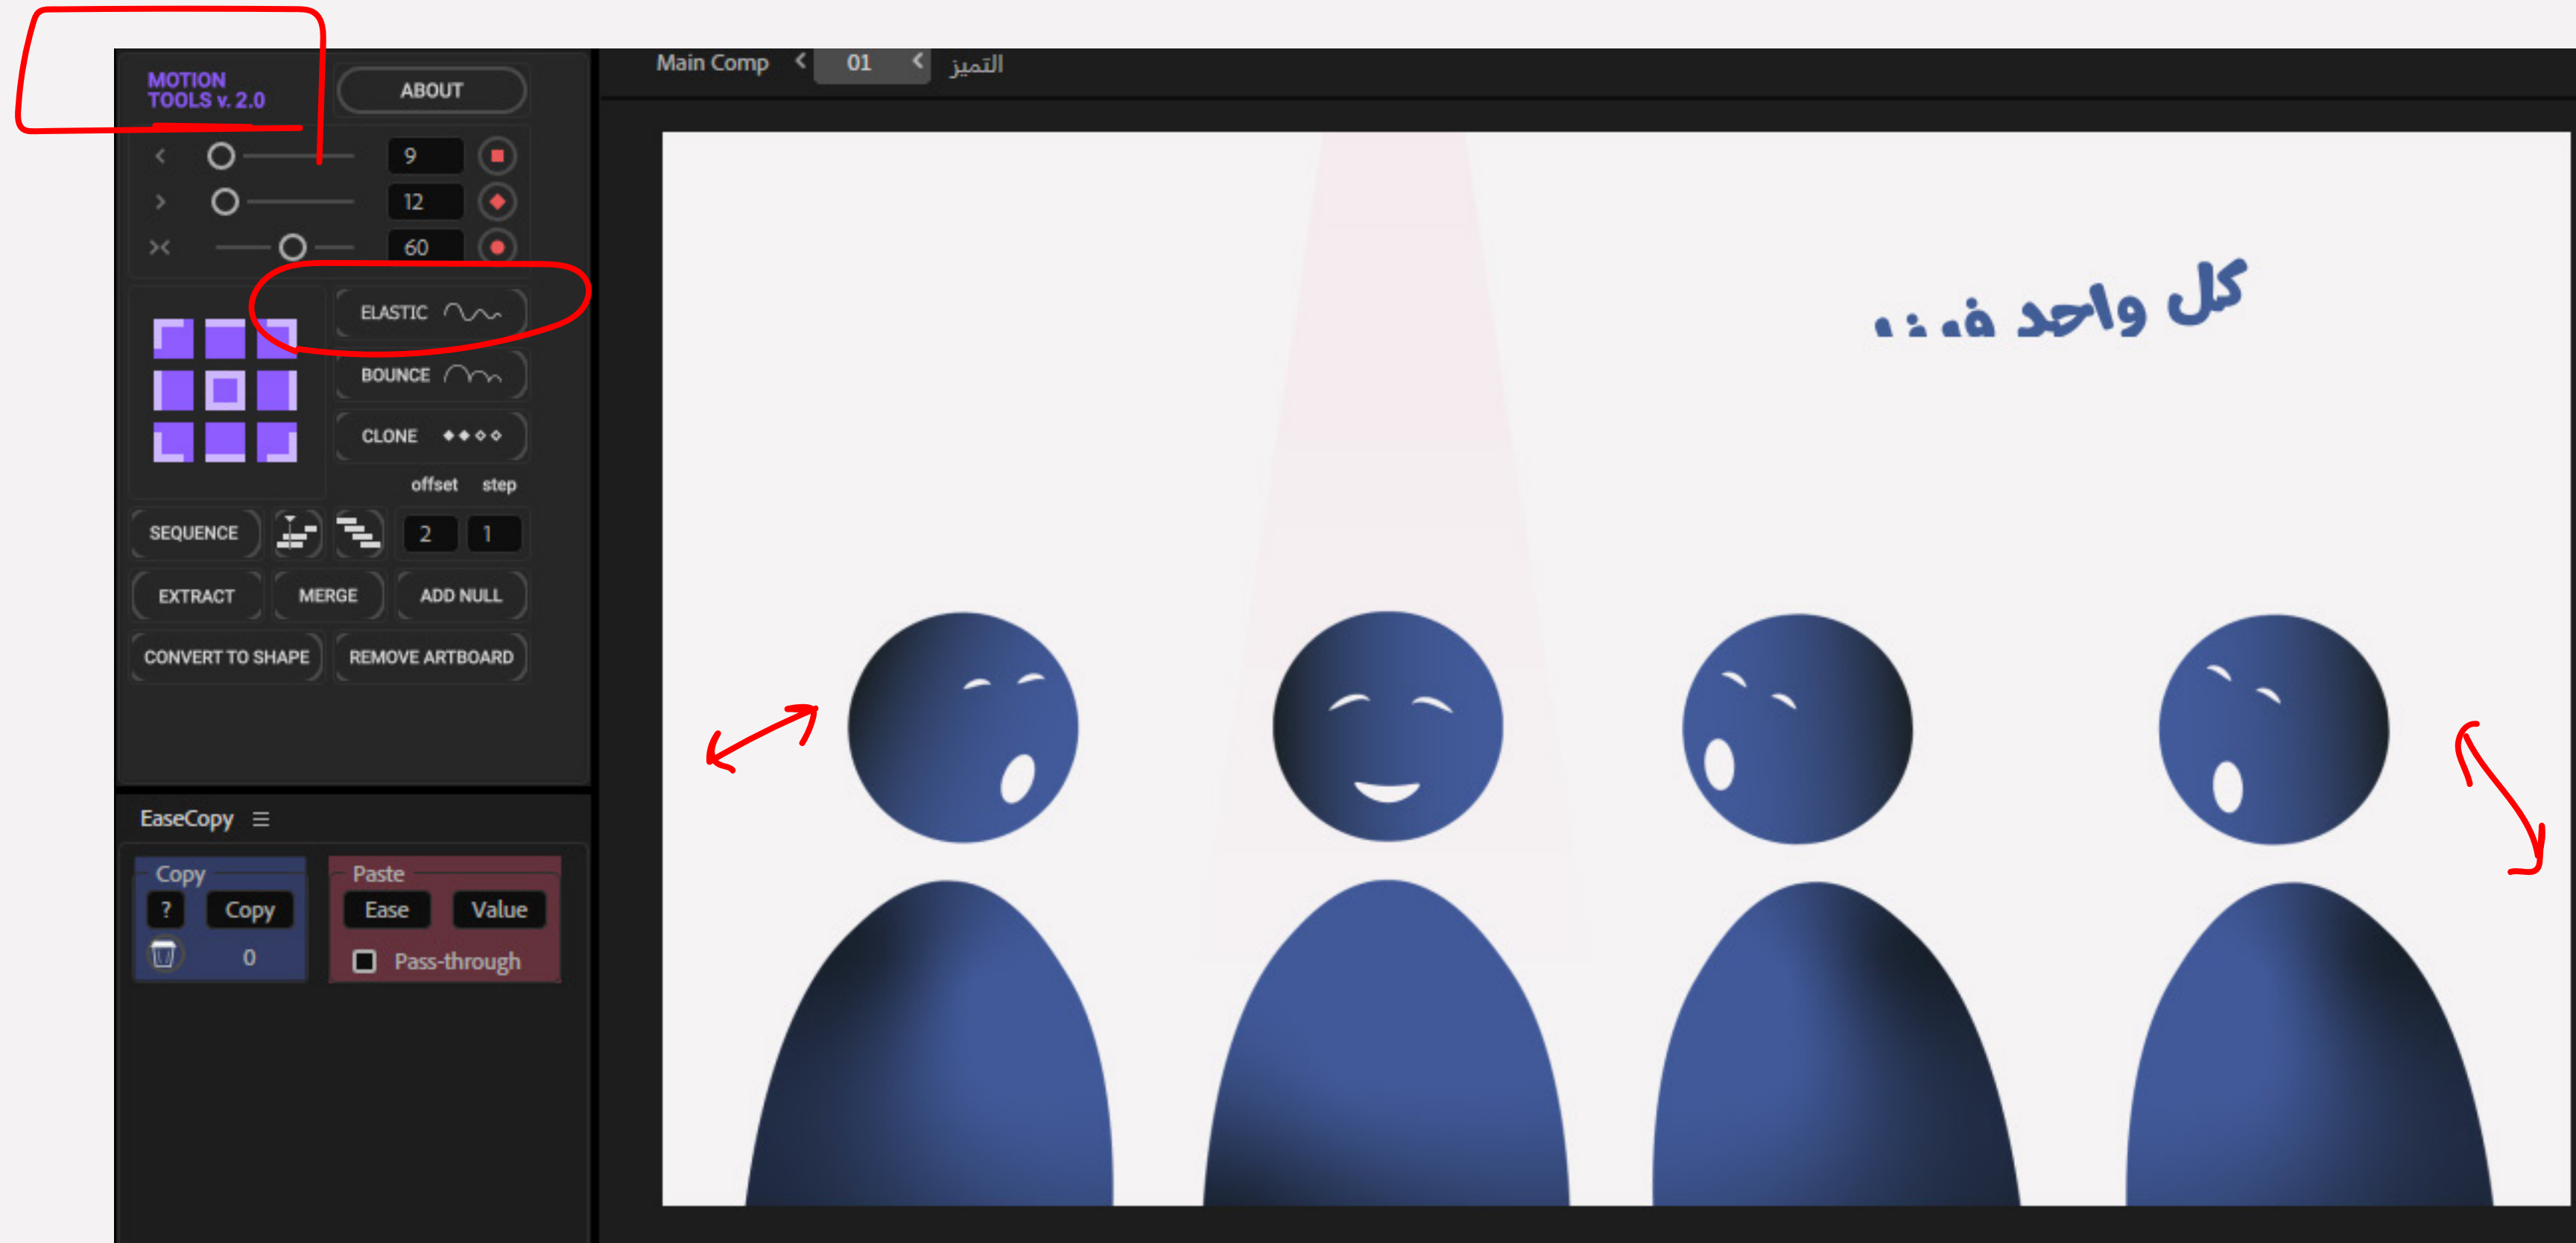 MOTION
TOOLS v. 2.0
ABOUT
9
12
60
ELASTIC
BOUNCE
CLONE
offset step
SEQUENCE 2 1
EXTRACT MERGE ADD NULL
CONVERT TO SHAPE REMOVE ARTBOARD
EaseCopy
Copy
? Copy
0
Paste
Ease Value
Pass-through
Main Comp 01 التميز
كل واحد